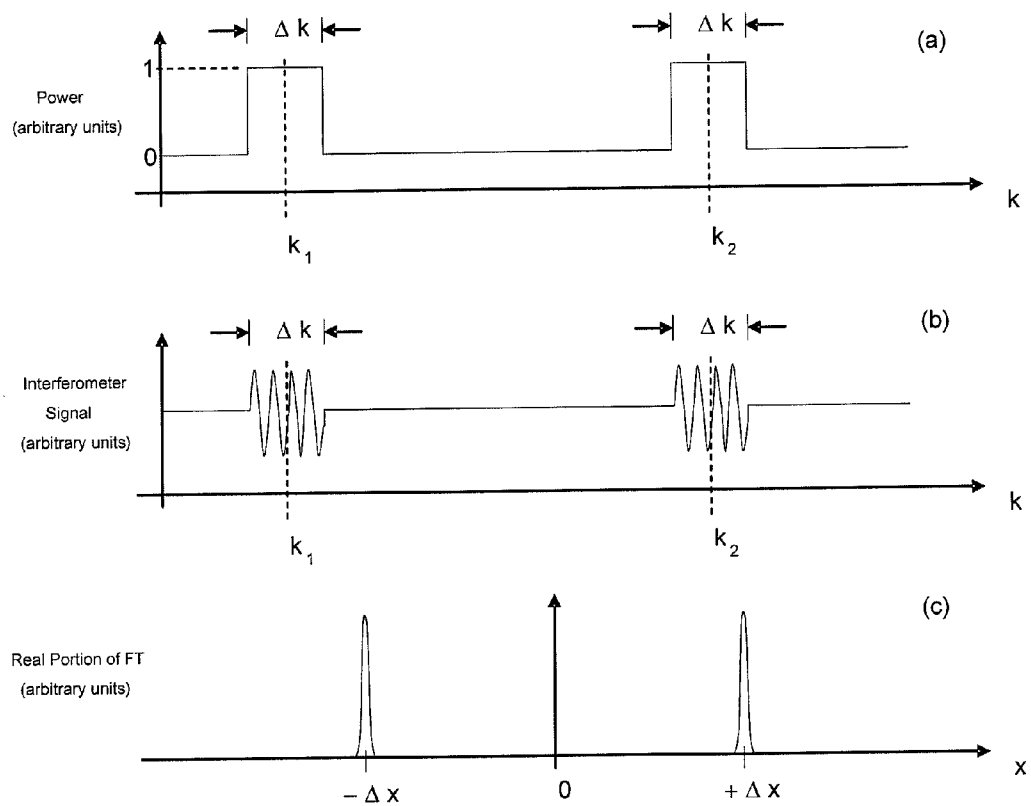 Δ k
Δ k
(a)
1
Power
(arbitrary units)
0
k
k₁
k₂
Δ k
Δ k
(b)
Interferometer
Signal
(arbitrary units)
k
k₁
k₂
(c)
Real Portion of FT
(arbitrary units)
x
− Δ x
0
+ Δ x